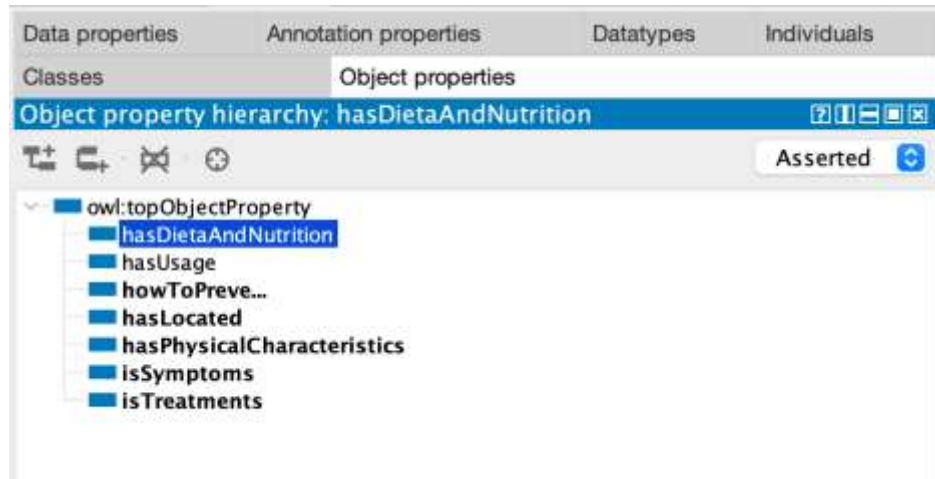 Data properties Annotation properties Datatypes Individuals
Classes Object properties
Object property hierarchy: hasDietaAndNutrition
Asserted
owl:topObjectProperty
hasDietaAndNutrition
hasUsage
howToPreve...
hasLocated
hasPhysicalCharacteristics
isSymptoms
isTreatments